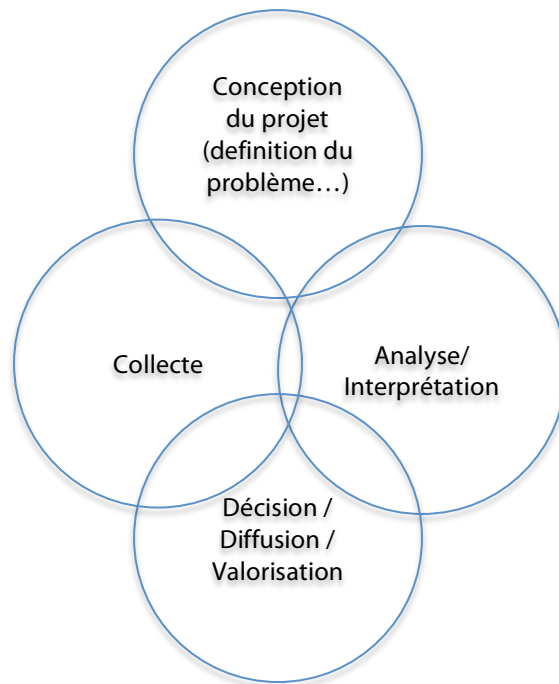 Conception
du projet
(definition du
problème…)
Collecte
Analyse/
Interprétation
Décision /
Diffusion /
Valorisation